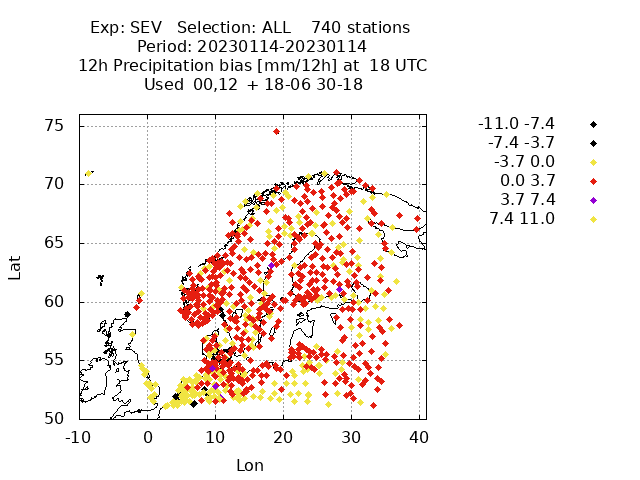 Exp: SEV   Selection: ALL    740 stations
Period: 20230114-20230114
12h Precipitation bias [mm/12h] at  18 UTC
Used  00,12  + 18-06 30-18
-11.0 -7.4
-7.4 -3.7
-3.7 0.0
0.0 3.7
3.7 7.4
7.4 11.0
75
70
65
60
55
50
Lat
-10 0 10 20 30 40
Lon